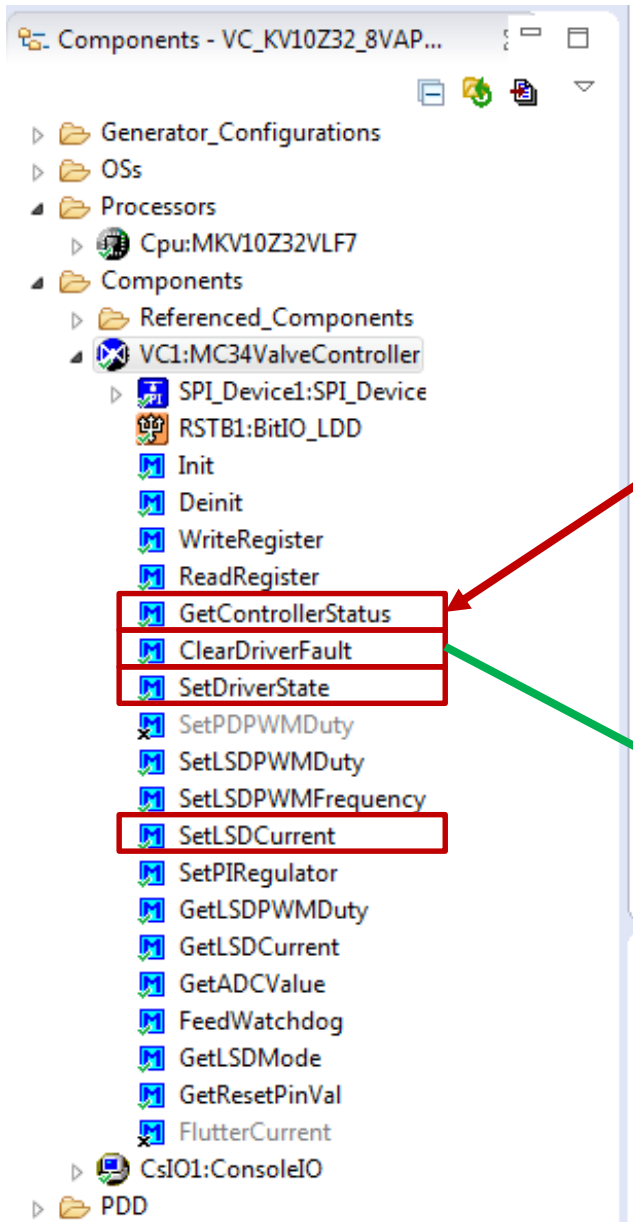 Components - VC_KV10Z32_8VAP...
Generator_Configurations
OSs
Processors
Cpu:MKV10Z32VLF7
Components
Referenced_Components
VC1:MC34ValveController
SPI_Device1:SPI_Device
RSTB1:BitIO_LDD
Init
Deinit
WriteRegister
ReadRegister
GetControllerStatus
ClearDriverFault
SetDriverState
SetPDPWMDuty
SetLSDPWMDuty
SetLSDPWMFrequency
SetLSDCurrent
SetPIRegulator
GetLSDPWMDuty
GetLSDCurrent
GetADCValue
FeedWatchdog
GetLSDMode
GetResetPinVal
FlutterCurrent
CsIO1:ConsoleIO
PDD